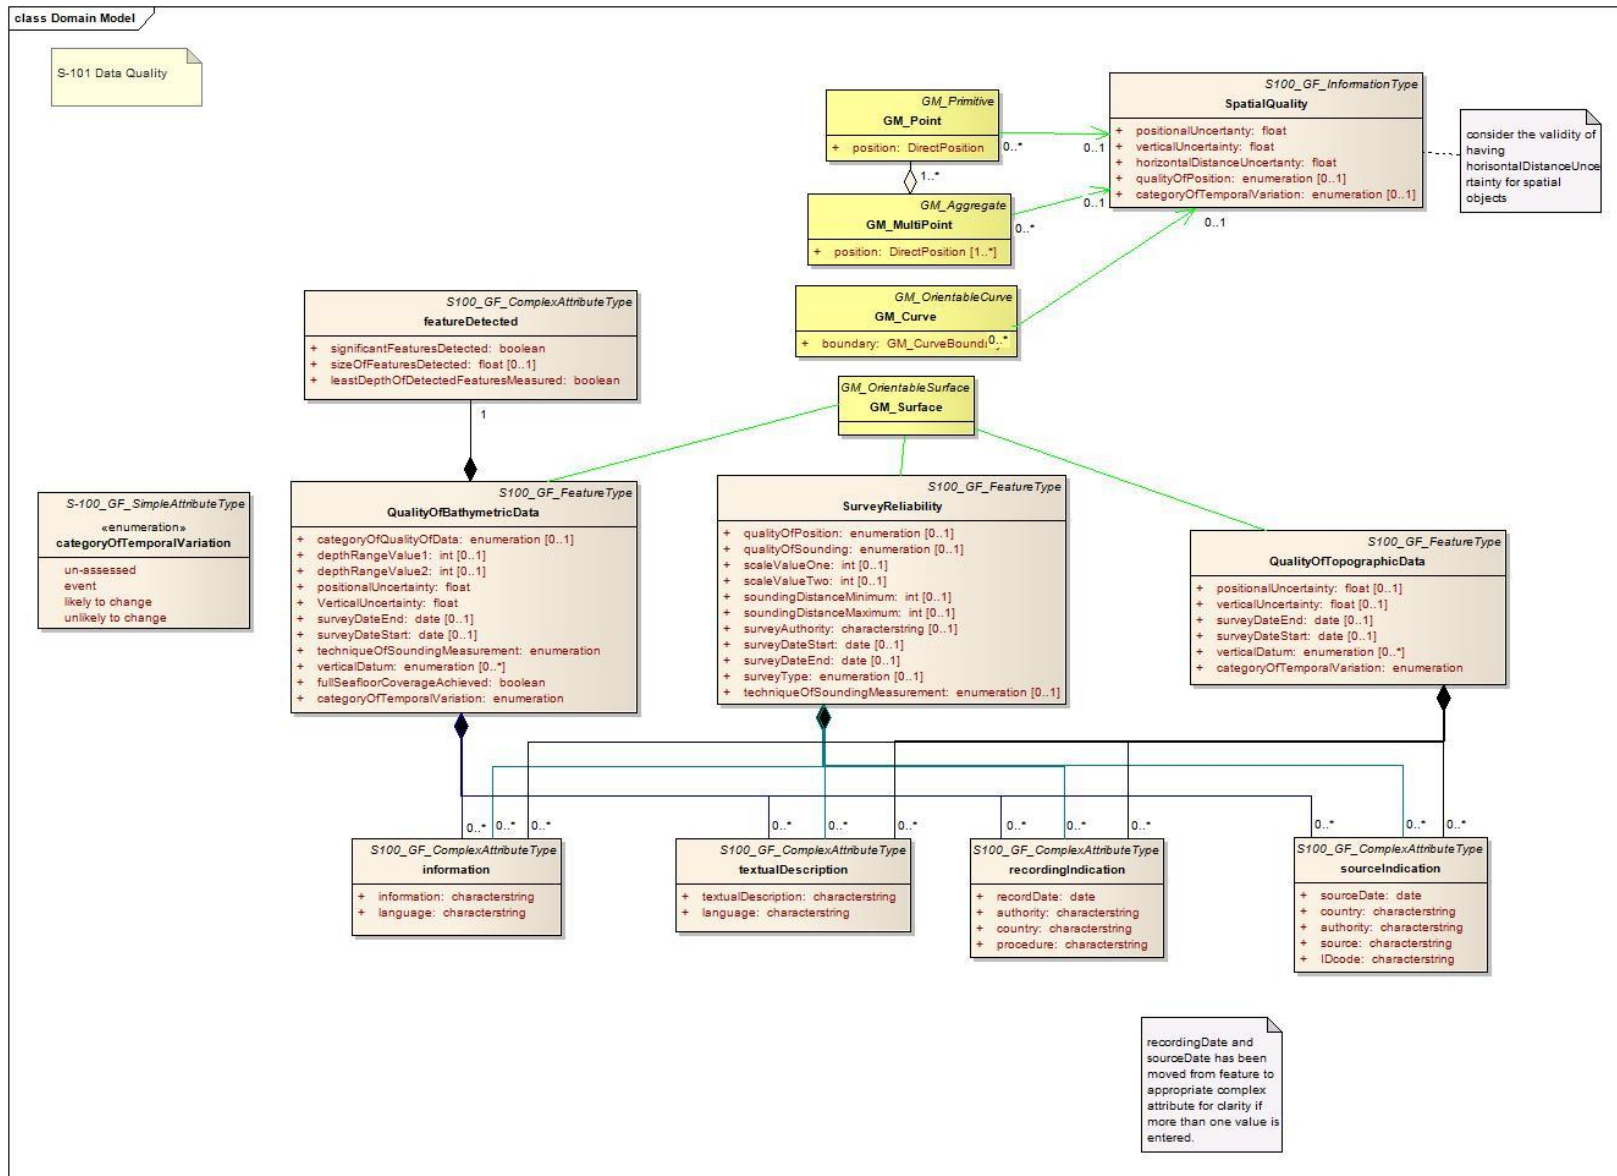 class Domain Model
S-101 Data Quality
GM_Primitive
GM_Point
+ position: DirectPosition
0..*
0..1
1..*
GM_Aggregate
GM_MultiPoint
+ position: DirectPosition [1..*]
0..*
0..1
S100_GF_InformationType
SpatialQuality
+ positionalUncertanty: float
+ verticalUncertainty: float
+ horizontalDistanceUncertanty: float
+ qualityOfPosition: enumeration [0..1]
+ categoryOfTemporalVariation: enumeration [0..1]
0..1
consider the validity of
having
horisontalDistanceUnce
rtainty for spatial
objects
GM_OrientableCurve
GM_Curve
+ boundary: GM_CurveBound
0..*
GM_OrientableSurface
GM_Surface
S100_GF_ComplexAttributeType
featureDetected
+ significantFeaturesDetected: boolean
+ sizeOfFeaturesDetected: float [0..1]
+ leastDepthOfDetectedFeaturesMeasured: boolean
1
S-100_GF_SimpleAttributeType
«enumeration»
categoryOfTemporalVariation
un-assessed
event
likely to change
unlikely to change
S100_GF_FeatureType
QualityOfBathymetricData
+ categoryOfQualityOfData: enumeration [0..1]
+ depthRangeValue1: int [0..1]
+ depthRangeValue2: int [0..1]
+ positionalUncertainty: float
+ VerticalUncertainty: float
+ surveyDateEnd: date [0..1]
+ surveyDateStart: date [0..1]
+ techniqueOfSoundingMeasurement: enumeration
+ verticalDatum: enumeration [0..*]
+ fullSeafloorCoverageAchieved: boolean
+ categoryOfTemporalVariation: enumeration
S100_GF_FeatureType
SurveyReliability
+ qualityOfPosition: enumeration [0..1]
+ qualityOfSounding: enumeration [0..1]
+ scaleValueOne: int [0..1]
+ scaleValueTwo: int [0..1]
+ soundingDistanceMinimum: int [0..1]
+ soundingDistanceMaximum: int [0..1]
+ surveyAuthority: characterstring [0..1]
+ surveyDateStart: date [0..1]
+ surveyDateEnd: date [0..1]
+ surveyType: enumeration [0..1]
+ techniqueOfSoundingMeasurement: enumeration [0..1]
S100_GF_FeatureType
QualityOfTopographicData
+ positionalUncertainty: float [0..1]
+ verticalUncertainty: float [0..1]
+ surveyDateEnd: date [0..1]
+ surveyDateStart: date [0..1]
+ verticalDatum: enumeration [0..*]
+ categoryOfTemporalVariation: enumeration
0..* 0..* 0..*
0..* 0..* 0..*
0..* 0..* 0..*
0..* 0..* 0..*
S100_GF_ComplexAttributeType
information
+ information: characterstring
+ language: characterstring
S100_GF_ComplexAttributeType
textualDescription
+ textualDescription: characterstring
+ language: characterstring
S100_GF_ComplexAttributeType
recordingIndication
+ recordDate: date
+ authority: characterstring
+ country: characterstring
+ procedure: characterstring
S100_GF_ComplexAttributeType
sourceIndication
+ sourceDate: date
+ country: characterstring
+ authority: characterstring
+ source: characterstring
+ IDcode: characterstring
recordingDate and
sourceDate has been
moved from feature to
appropriate complex
attribute for clarity if
more than one value is
entered.